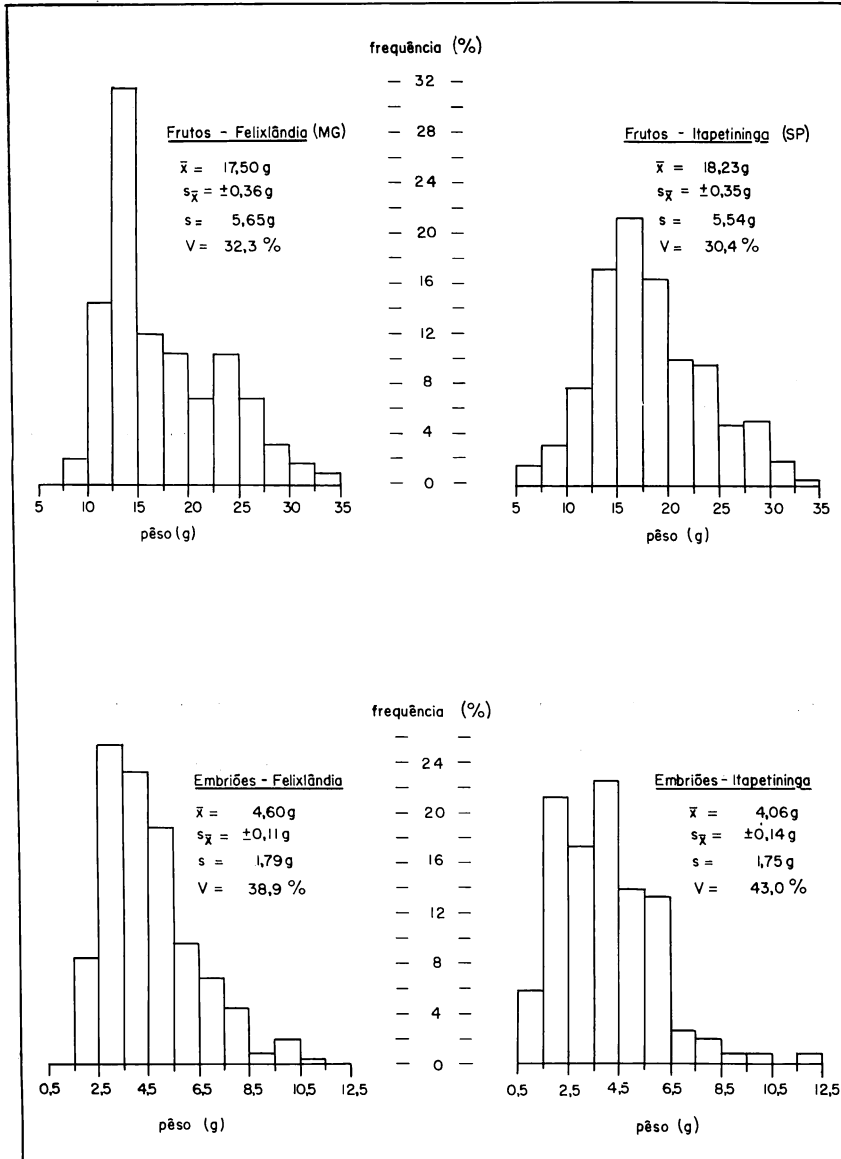 frequência (%)
32
28
24
20
16
12
8
4
0
Frutos - Felixlândia (MG)
x̄ = 17,50 g
s x̄ = ±0,36 g
s = 5,65 g
V = 32,3 %
5 10 15 20 25 30 35
pêso (g)
Frutos - Itapetininga (SP)
x̄ = 18,23 g
s x̄ = ±0,35 g
s = 5,54 g
V = 30,4 %
5 10 15 20 25 30 35
pêso (g)
frequência (%)
24
20
16
12
8
4
0
Embriões - Felixlândia
x̄ = 4,60 g
s x̄ = ±0,11 g
s = 1,79 g
V = 38,9 %
0,5 2,5 4,5 6,5 8,5 10,5 12,5
pêso (g)
Embriões - Itapetininga
x̄ = 4,06 g
s x̄ = ±0,14 g
s = 1,75 g
V = 43,0 %
0,5 2,5 4,5 6,5 8,5 10,5 12,5
pêso (g)